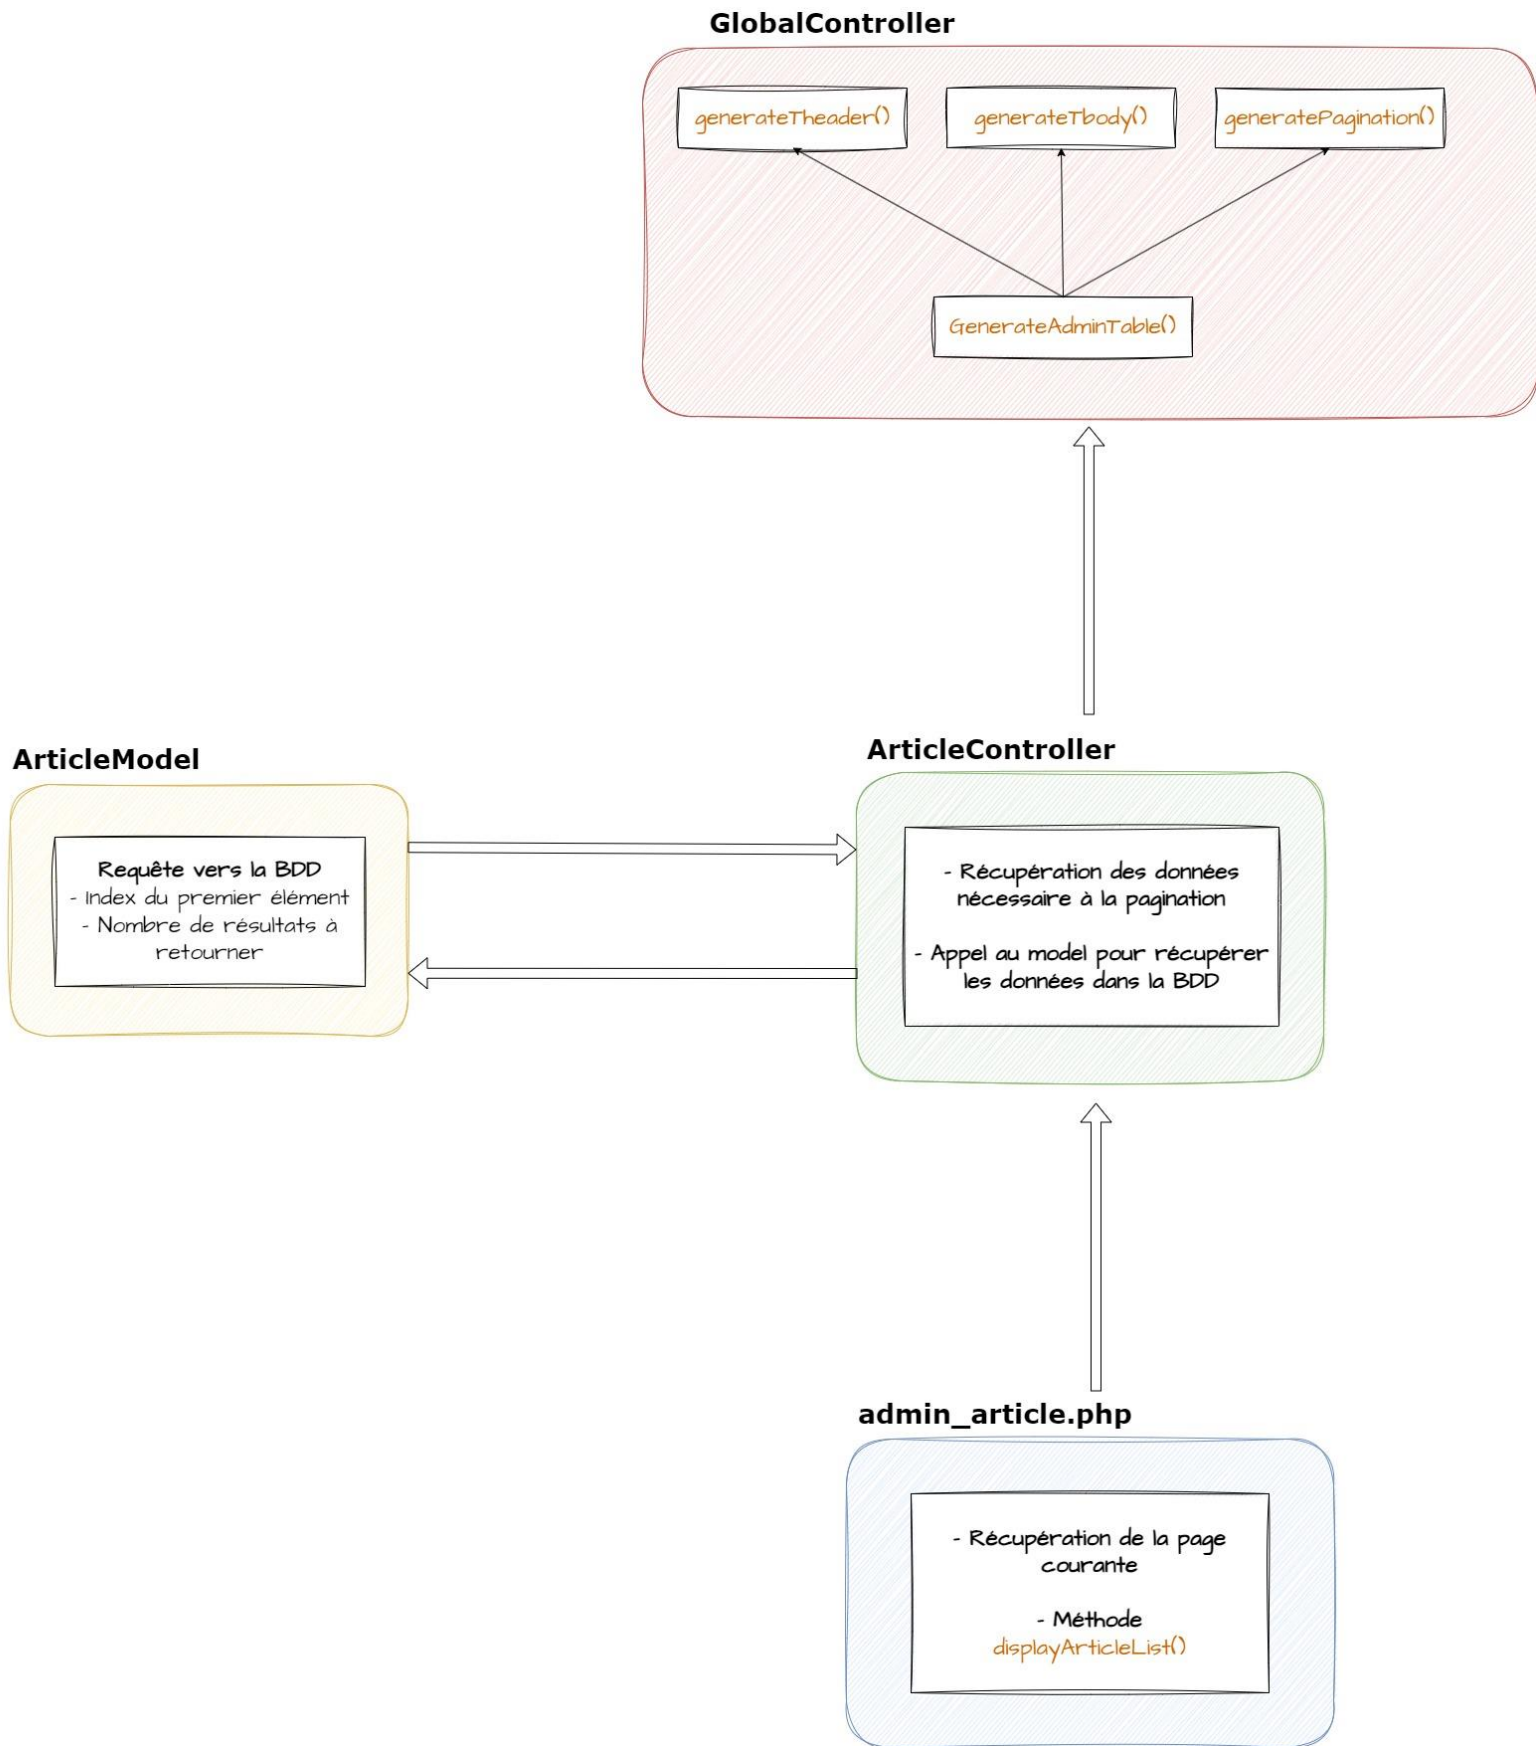 GlobalController
generateTheader()
generateTbody()
generatePagination()
GenerateAdminTable()
ArticleModel
Requête vers la BDD
- Index du premier élément
- Nombre de résultats à
retourner
ArticleController
- Récupération des données
nécessaire à la pagination
- Appel au model pour récupérer
les données dans la BDD
admin_article.php
- Récupération de la page
courante
- Méthode
displayArticleList()